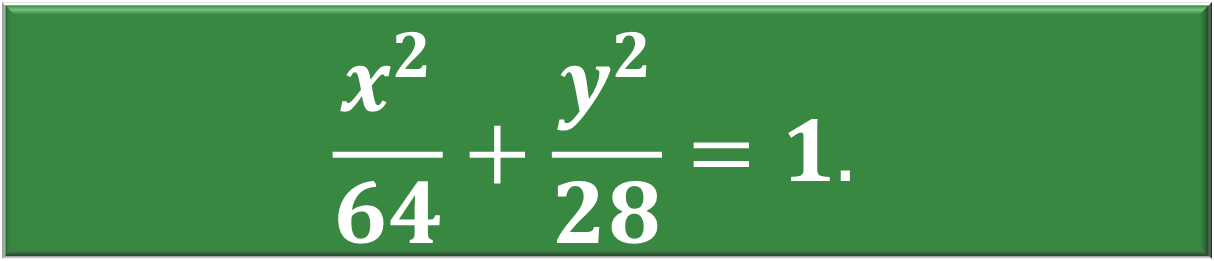 x²/64 + y²/28 = 1.